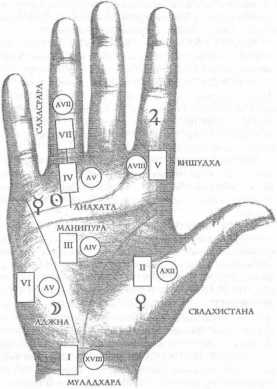 САХАСРАРА
AVII
VII
♃
AVIII
V
ВИШУДХА
IV
AV
☿ ☉
АНАХАТА
МАНИПУРА
III
AIV
II
AXII
VI
AV
☽
♀
АДЖНА
СВАДХИСТАНА
I
XVIII
МУЛАДХАРА